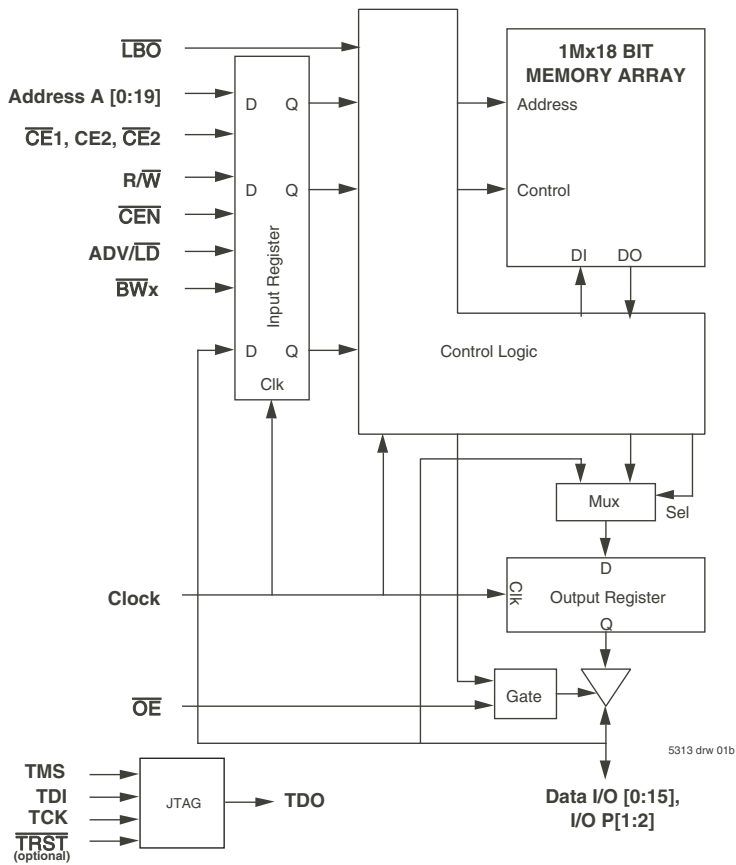 LBO
1Mx18 BIT
MEMORY ARRAY
Address A [0:19]
D Q
Address
CE1, CE2, CE2
R/W
D Q
Control
CEN
ADV/LD
DI DO
BWx
Input Register
D Q
Control Logic
Clk
Mux
Sel
D
Clock
Clk
Output Register
Q
OE
Gate
5313 drw 01b
TMS
TDI
JTAG
TDO
TCK
TRST
(optional)
Data I/O [0:15],
I/O P[1:2]